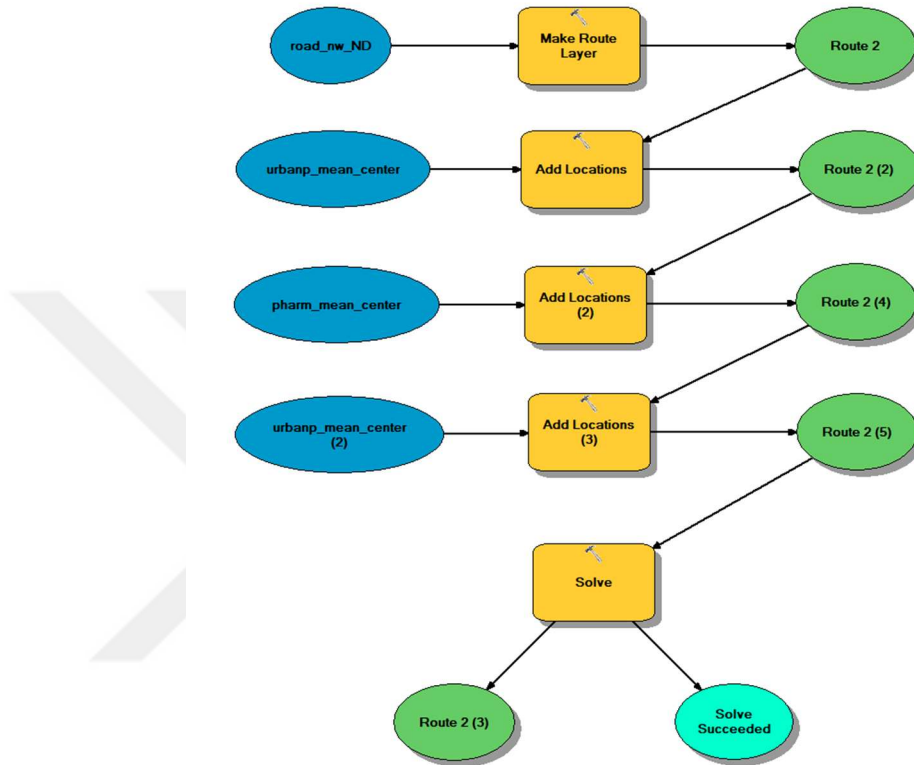 road_nw_ND
Make Route
Layer
Route 2
urbanp_mean_center
Add Locations
Route 2 (2)
pharm_mean_center
Add Locations
(2)
Route 2 (4)
urbanp_mean_center
(2)
Add Locations
(3)
Route 2 (5)
Solve
Route 2 (3)
Solve
Succeeded